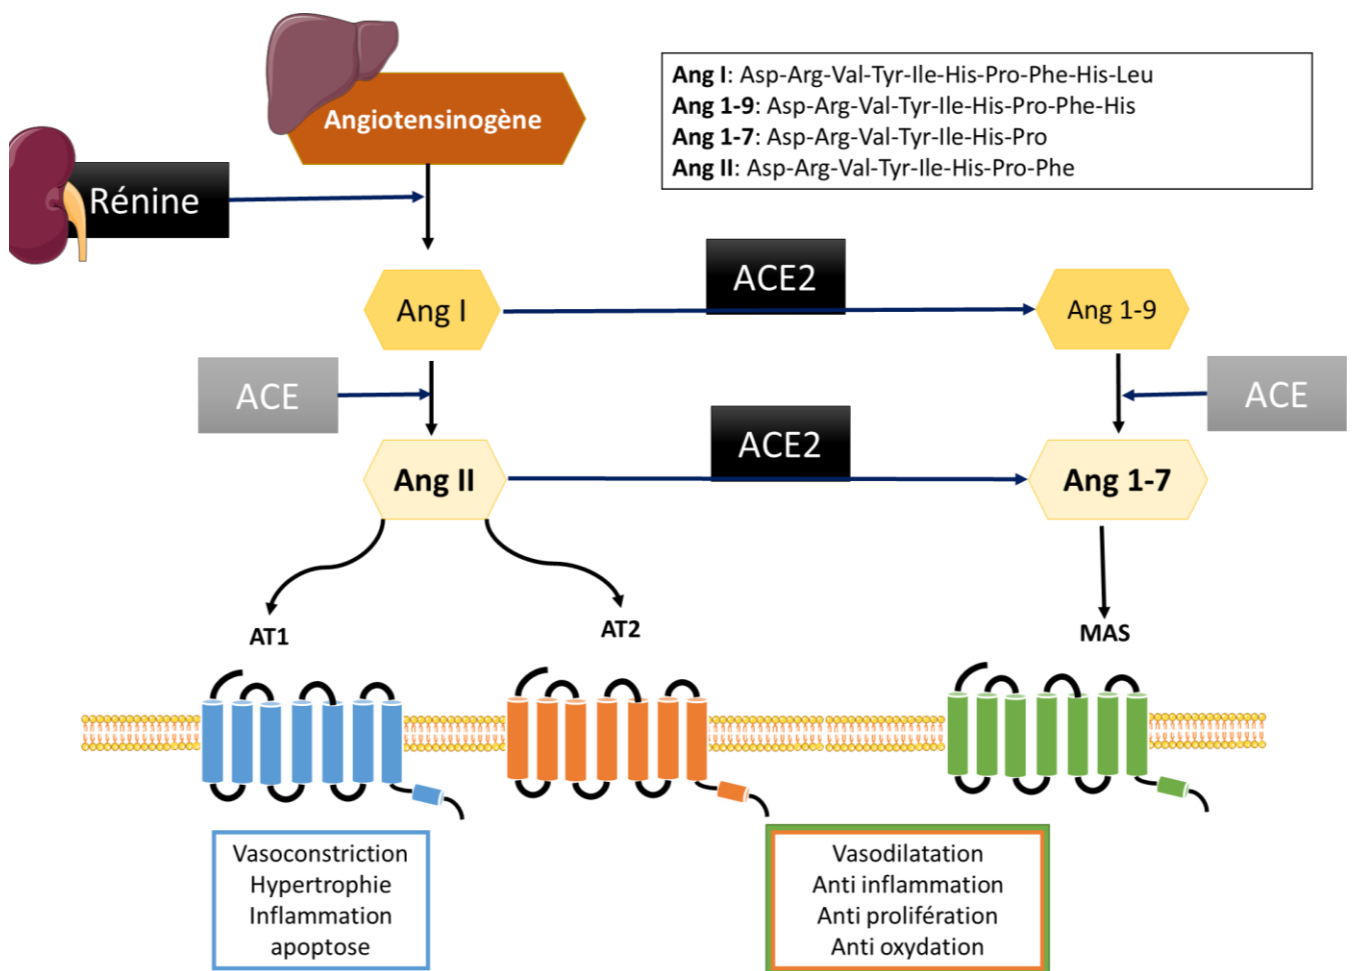 Angiotensinogène
Ang I: Asp-Arg-Val-Tyr-Ile-His-Pro-Phe-His-Leu
Ang 1-9: Asp-Arg-Val-Tyr-Ile-His-Pro-Phe-His
Ang 1-7: Asp-Arg-Val-Tyr-Ile-His-Pro
Ang II: Asp-Arg-Val-Tyr-Ile-His-Pro-Phe
Rénine
ACE2
Ang I
Ang 1-9
ACE
ACE
ACE2
Ang II
Ang 1-7
AT1
AT2
MAS
Vasoconstriction
Hypertrophie
Inflammation
apoptose
Vasodilatation
Anti inflammation
Anti prolifération
Anti oxydation